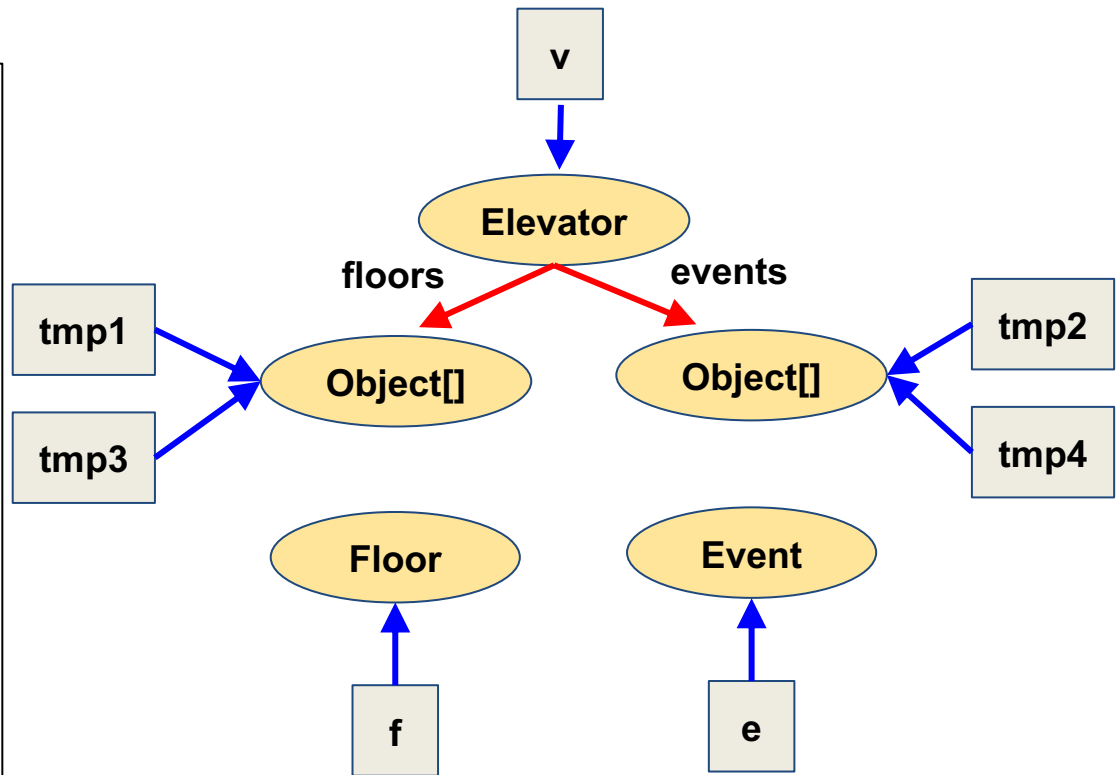 v
Elevator
floors
events
tmp1
tmp2
Object[]
Object[]
tmp3
tmp4
Floor
Event
f
e